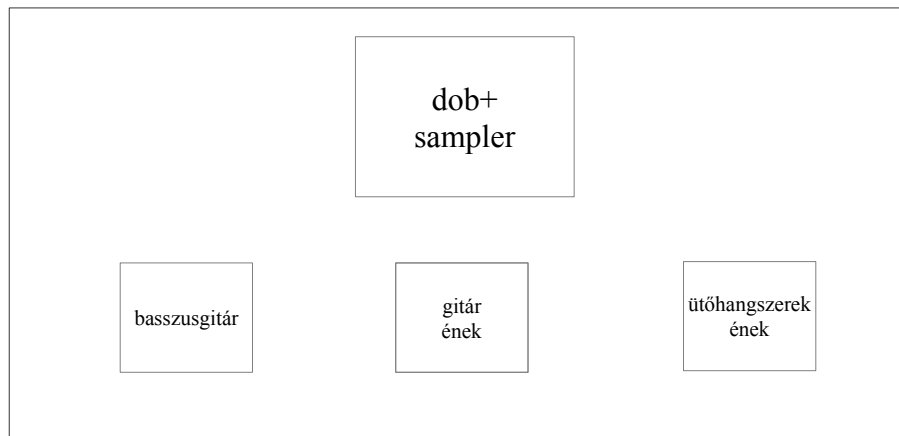 dob+
sampler
basszusgitár
gitár
ének
ütőhangszerek
ének